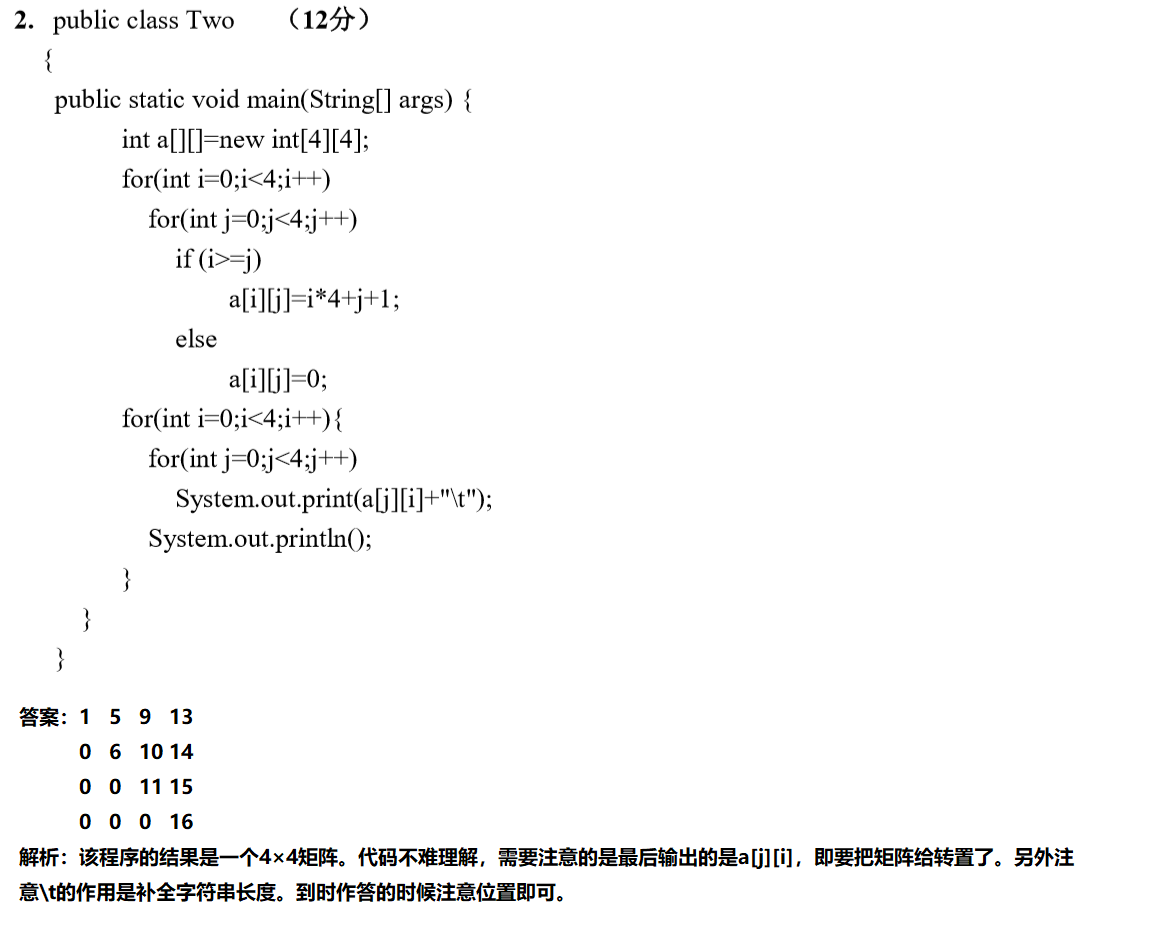 2. public class Two （12分）
{
public static void main(String[] args) {
int a[][]=new int[4][4];
for(int i=0;i<4;i++)
for(int j=0;j<4;j++)
if (i>=j)
a[i][j]=i*4+j+1;
else
a[i][j]=0;
for(int i=0;i<4;i++){
for(int j=0;j<4;j++)
System.out.print(a[j][i]+"\t");
System.out.println();
}
}
}
答案：1 5 9 13
0 6 10 14
0 0 11 15
0 0 0 16
解析：该程序的结果是一个4×4矩阵。代码不难理解，需要注意的是最后输出的是a[j][i]，即要把矩阵给转置了。另外注
意\t的作用是补全字符串长度。到时作答的时候注意位置即可。